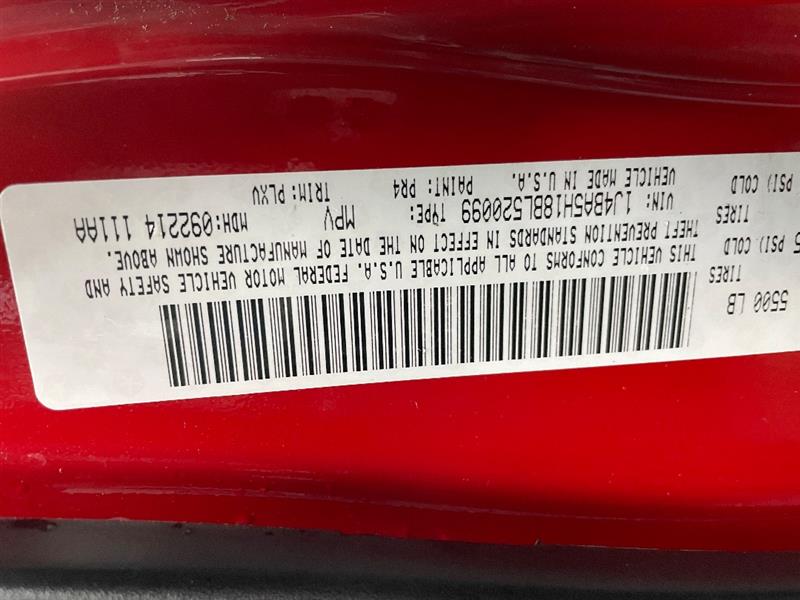 5500 LB
TIRES
THIS VEHICLE CONFORMS TO ALL APPLICABLE U.S.A. FEDERAL MOTOR VEHICLE SAFETY AND
5 PSI) COLD
THEFT PREVENTION STANDARDS IN EFFECT ON THE DATE OF MANUFACTURE SHOWN ABOVE.
TIRES
VIN: 1J4BA5H18BL520099 TYPE: MPV MDH:092214 111AA
PSI) COLD
VEHICLE MADE IN U.S.A. PAINT: PR4 TRIM: PLXV